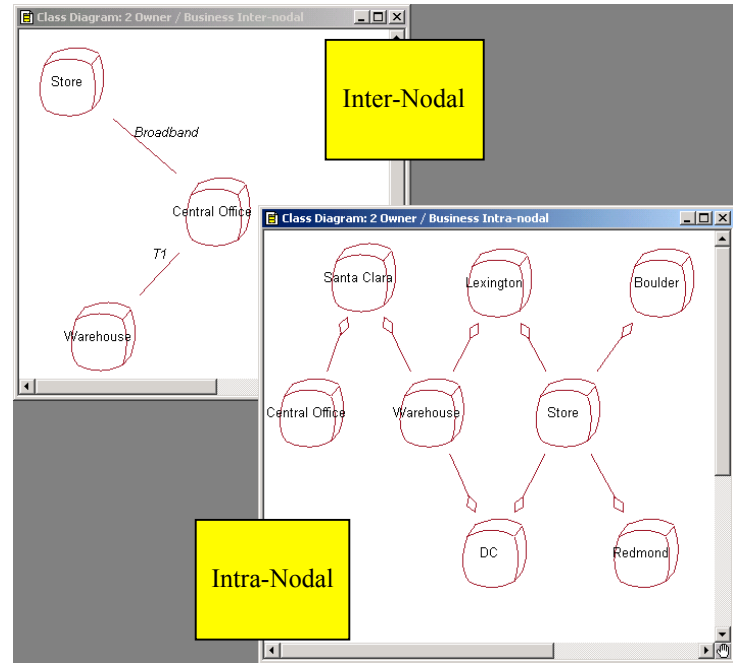 Class Diagram: 2 Owner / Business Inter-nodal
Store
Broadband
Central Office
T1
Warehouse
Inter-Nodal
Class Diagram: 2 Owner / Business Intra-nodal
Santa Clara
Lexington
Boulder
Central Office
Warehouse
Store
DC
Redmond
Intra-Nodal